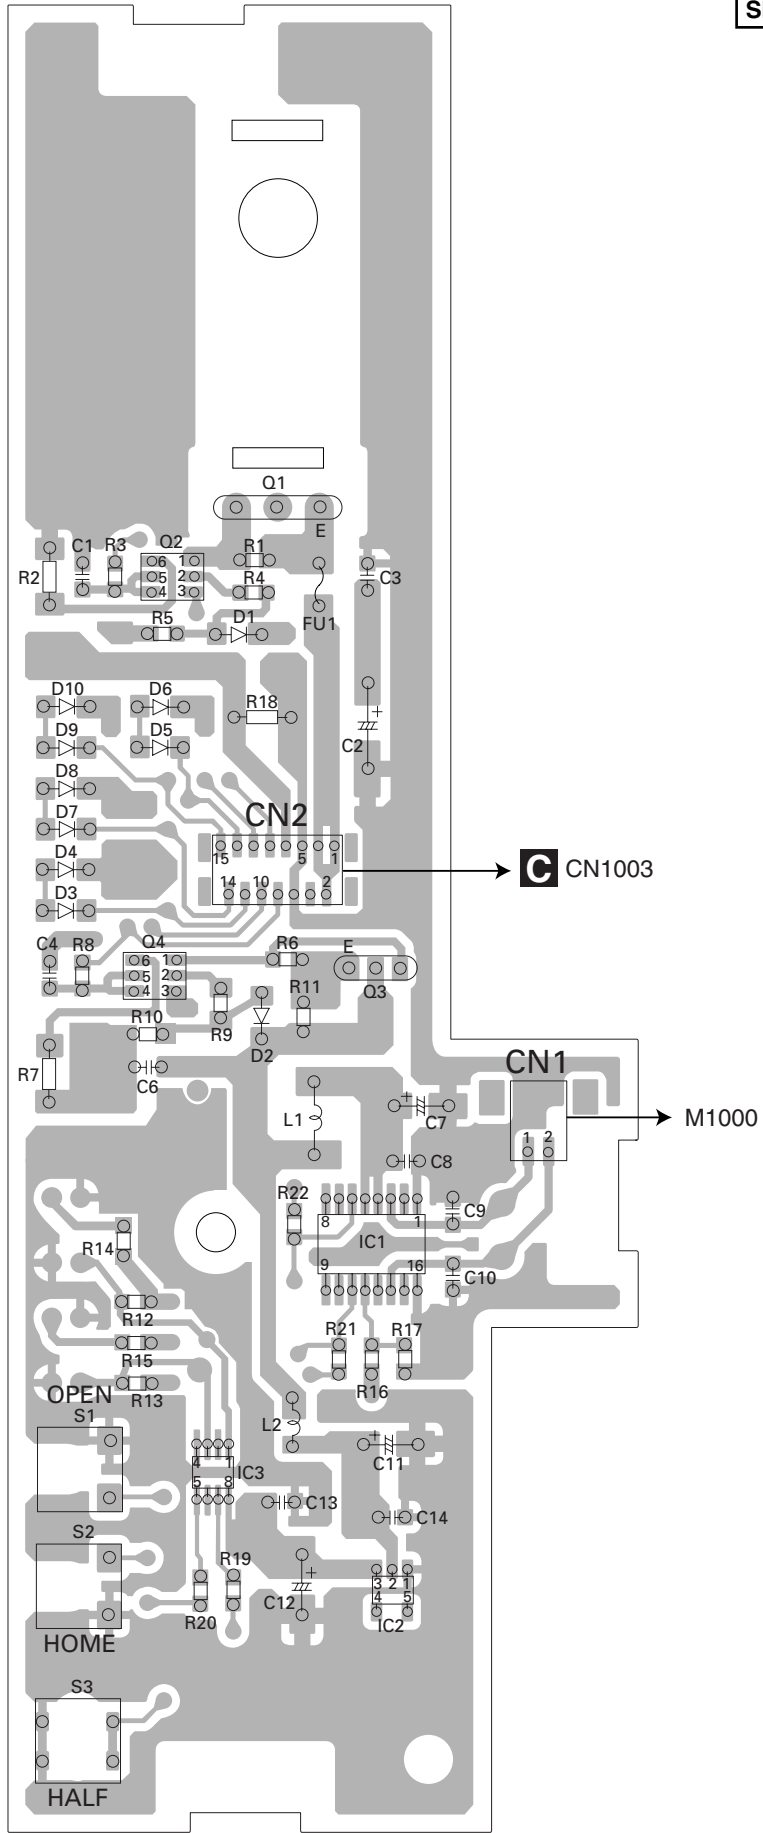 S
Q1
E
C1 R3 Q2 R1
6 1
R2 5 2 R4 C3
4 3
FU1
R5 D1
D10 D6
R18
D9 D5
C2
D8
CN2
D7
15 5 1
D4
C CN1003
14 10 2
D3
C4 R8 Q4 R6 E
6 1
5 2
4 3
R11 Q3
R10 R9
D2
R7 C6
CN1
L1 C7
M1000
1 2
C8
R22
8 1
C9
R14 IC1
9 16
C10
R12
R21 R17
R15
R16
OPEN R13
S1
L2
C11
4 1
IC3
5 8
C13
C14
S2
R19
3 2 1
C12
4 5
R20
IC2
HOME
S3
HALF